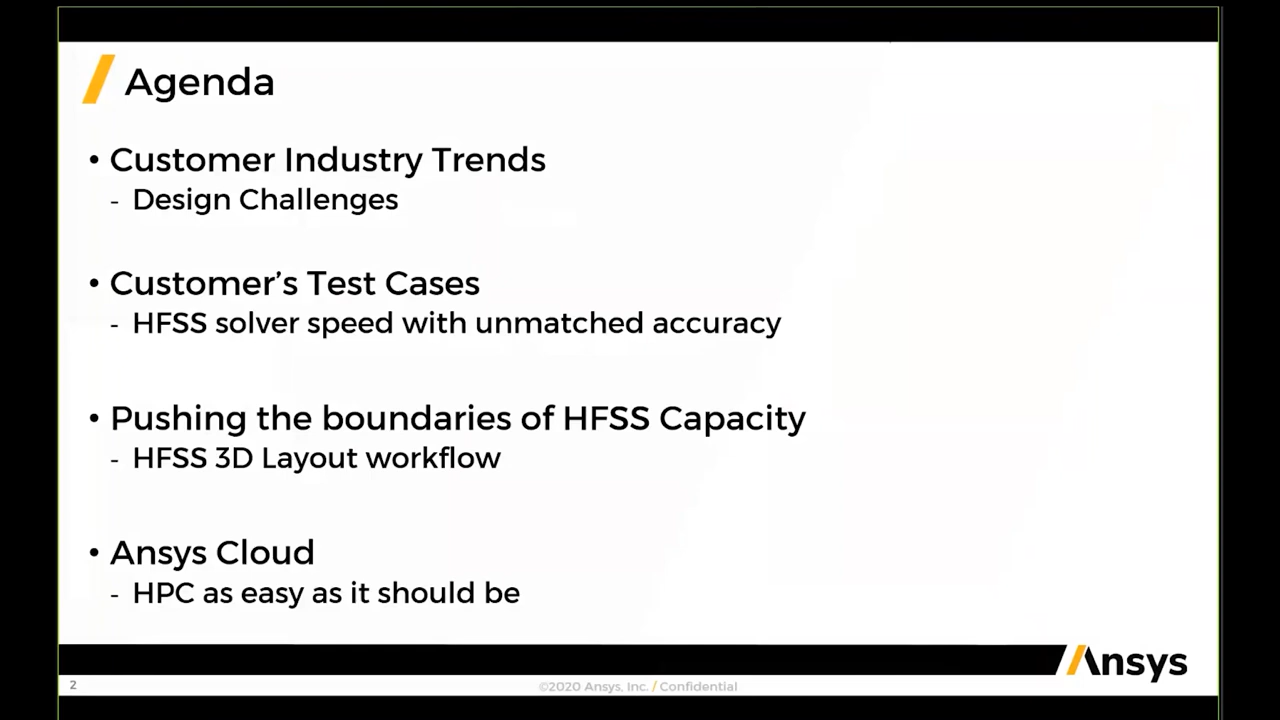 Agenda
• Customer Industry Trends
- Design Challenges
• Customer’s Test Cases
- HFSS solver speed with unmatched accuracy
• Pushing the boundaries of HFSS Capacity
- HFSS 3D Layout workflow
• Ansys Cloud
- HPC as easy as it should be
Ansys
2
©2020 Ansys, Inc. / Confidential